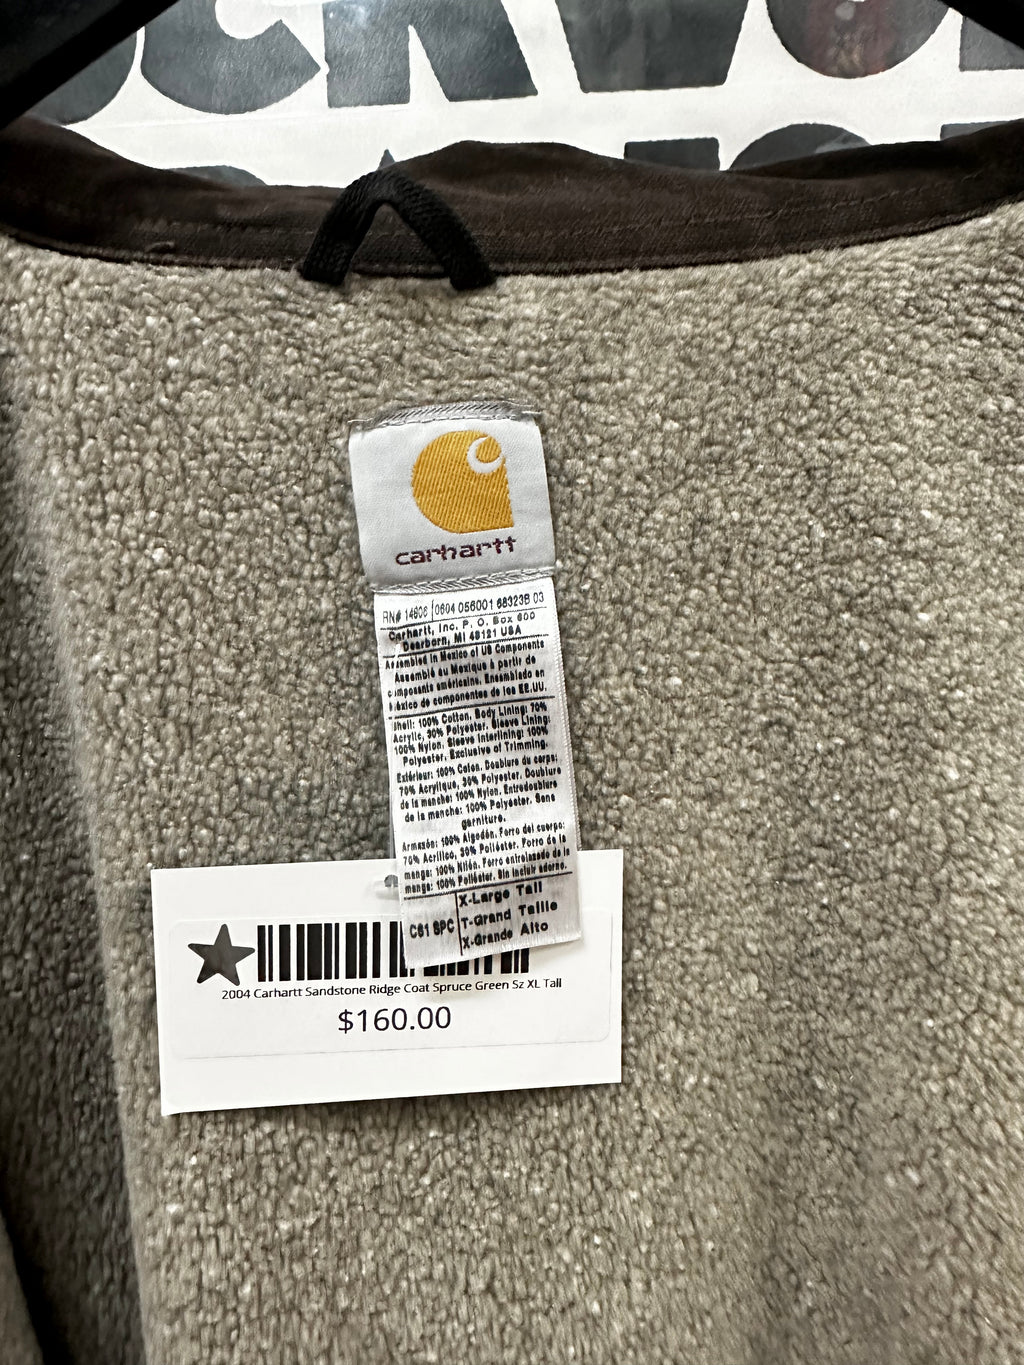 carhartt
RN# 14806 0604 056001 68323B 03
Carhartt, Inc. P. O. Box 600
Dearborn, MI 48121 USA
Assembled in Mexico of US Components
Assemblé au Mexique à partir de
composants américains. Ensamblado en
México de componentes de los EE.UU.
Shell: 100% Cotton. Body Lining: 70%
Acrylic, 30% Polyester. Sleeve Lining:
100% Nylon. Sleeve Interlining: 100%
Polyester. Exclusive of Trimming.
Extérieur: 100% Coton. Doublure du corps:
70% Acrylique, 30% Polyester. Doublure
de la manche: 100% Nylon. Entredoublure
de la manche: 100% Polyester. Sans
garniture.
Armazón: 100% Algodón. Forro del cuerpo:
70% Acrílico, 30% Poliéster. Forro de la
manga: 100% Nilón. Forro entrelazado de la
manga: 100% Poliéster. Sin incluir adorno.
C61 SPC
X-Large Tall
T-Grand Taille
X-Grande Alto
2004 Carhartt Sandstone Ridge Coat Spruce Green Sz XL Tall
$160.00